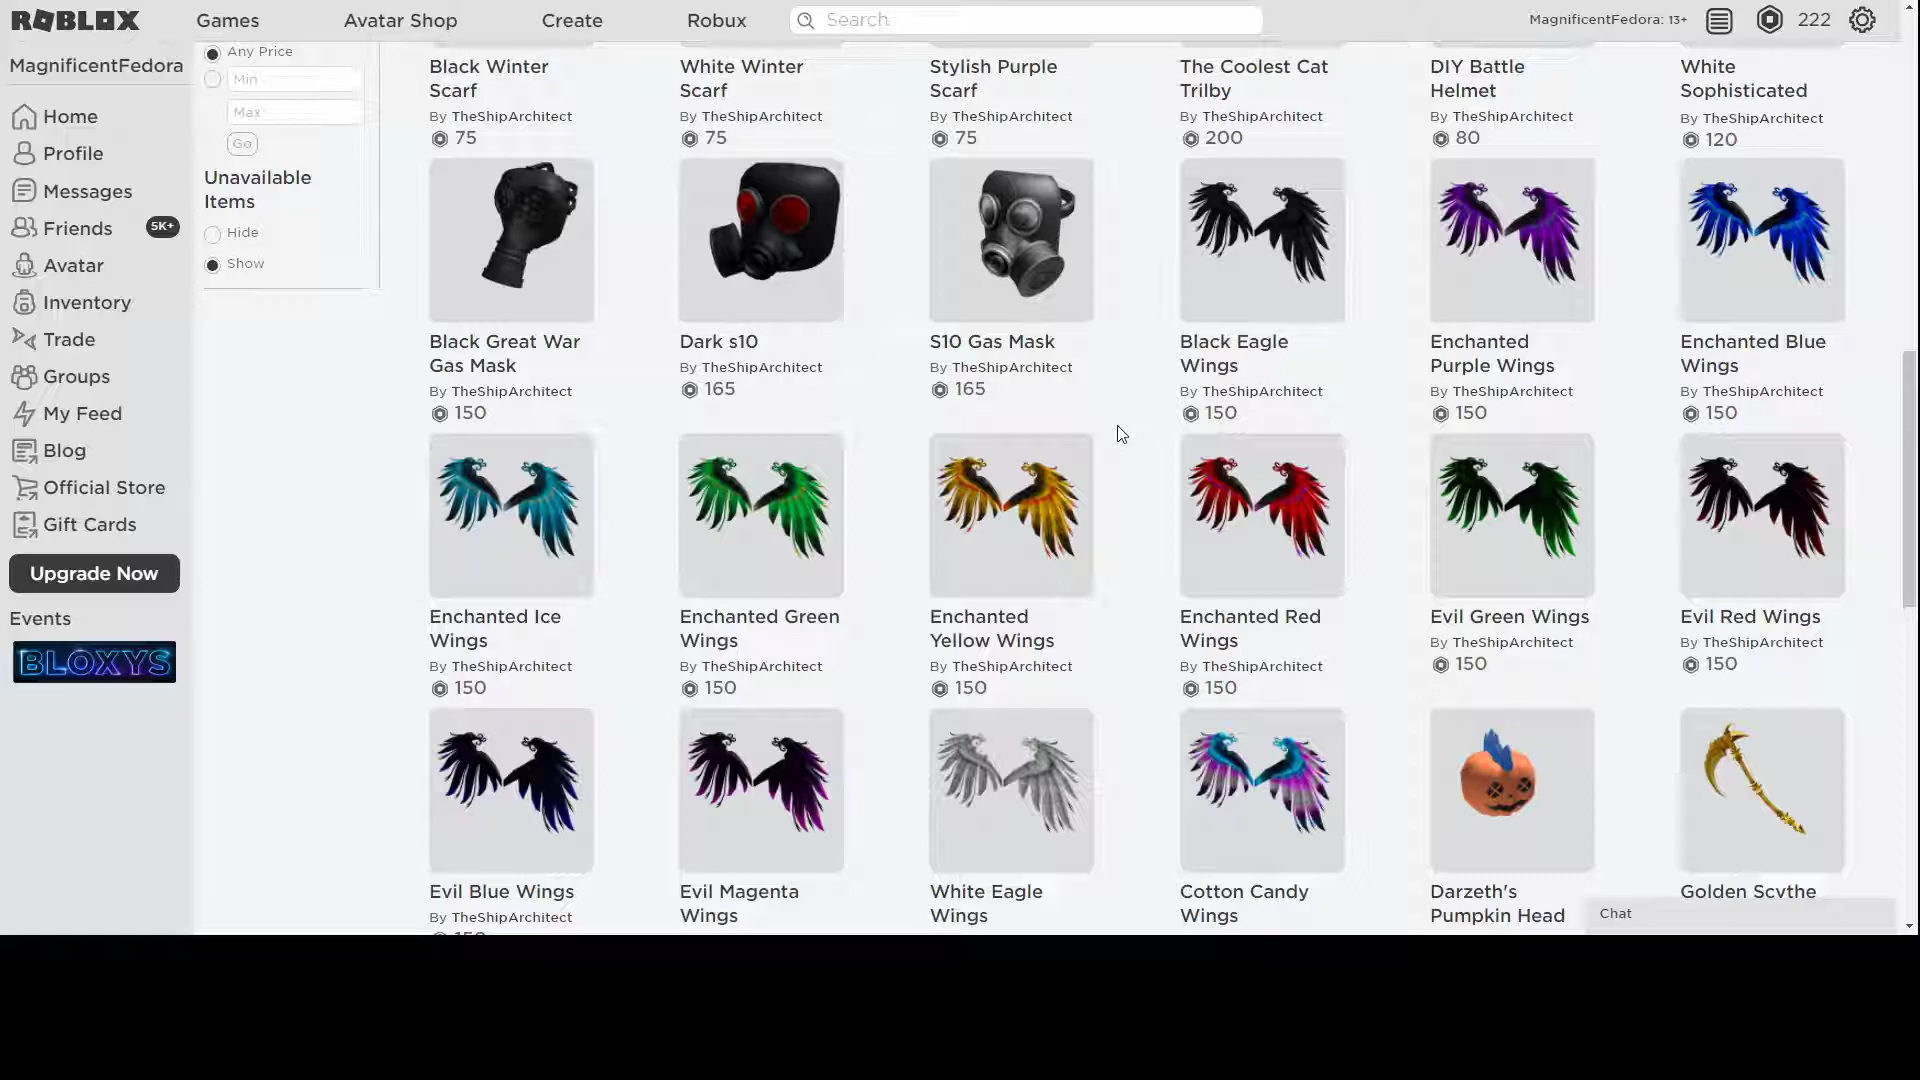 ROBLOX
Games
Avatar Shop
Create
Robux
Search
MagnificentFedora: 13+
222
MagnificentFedora
Home
Profile
Messages
Friends
5K+
Avatar
Inventory
Trade
Groups
My Feed
Blog
Official Store
Gift Cards
Upgrade Now
Events
BLOXYS
Any Price
Min
Max
Go
Unavailable
Items
Hide
Show
Black Winter
Scarf
By TheShipArchitect
75
White Winter
Scarf
By TheShipArchitect
75
Stylish Purple
Scarf
By TheShipArchitect
75
The Coolest Cat
Trilby
By TheShipArchitect
200
DIY Battle
Helmet
By TheShipArchitect
80
White
Sophisticated
By TheShipArchitect
120
Black Great War
Gas Mask
By TheShipArchitect
150
Dark s10
By TheShipArchitect
165
S10 Gas Mask
By TheShipArchitect
165
Black Eagle
Wings
By TheShipArchitect
150
Enchanted
Purple Wings
By TheShipArchitect
150
Enchanted Blue
Wings
By TheShipArchitect
150
Enchanted Ice
Wings
By TheShipArchitect
150
Enchanted Green
Wings
By TheShipArchitect
150
Enchanted
Yellow Wings
By TheShipArchitect
150
Enchanted Red
Wings
By TheShipArchitect
150
Evil Green Wings
By TheShipArchitect
150
Evil Red Wings
By TheShipArchitect
150
Evil Blue Wings
By TheShipArchitect
Evil Magenta
Wings
White Eagle
Wings
Cotton Candy
Wings
Darzeth's
Pumpkin Head
Golden Scythe
Chat